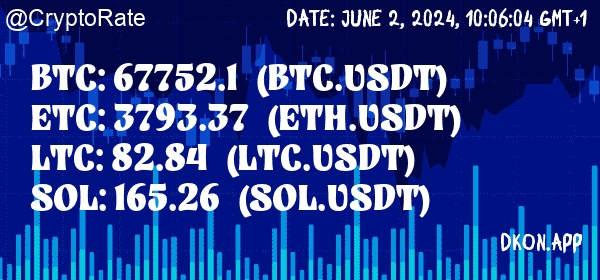 @CryptoRate
DATE: JUNE 2, 2024, 10:06:04 GMT+1
BTC: 67752.1 (BTC.USDT)
ETC: 3793.37 (ETH.USDT)
LTC: 82.84 (LTC.USDT)
SOL: 165.26 (SOL.USDT)
DKON.APP